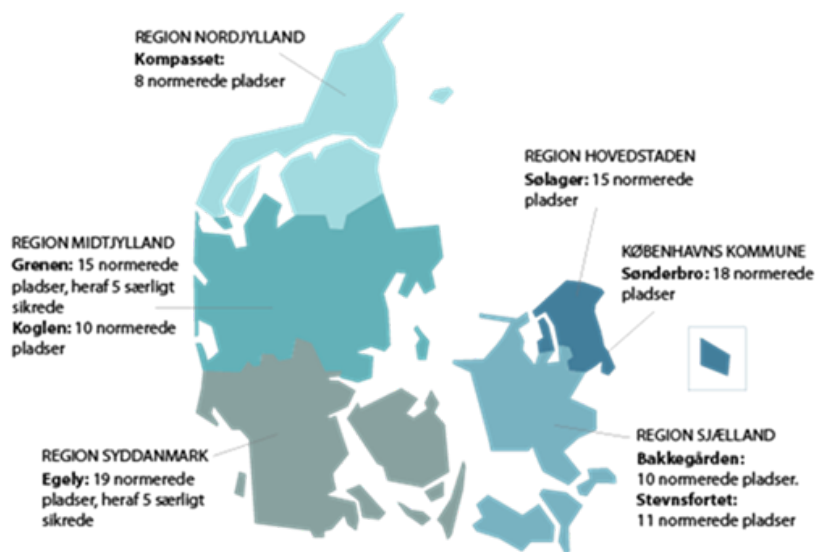 REGION NORDJYLLAND
Kompasset:
8 normerede pladser
REGION HOVEDSTADEN
Sølager: 15 normerede
pladser
REGION MIDTJYLLAND
Grenen: 15 normerede
pladser, heraf 5 særligt
sikrede
Koglen: 10 normerede
pladser
KØBENHAVNS KOMMUNE
Sønderbro: 18 normerede
pladser
REGION SYDDANMARK
Egely: 19 normerede
pladser, heraf 5 særligt
sikrede
REGION SJÆLLAND
Bakkegården:
10 normerede pladser.
Stevnsfortet:
11 normerede pladser